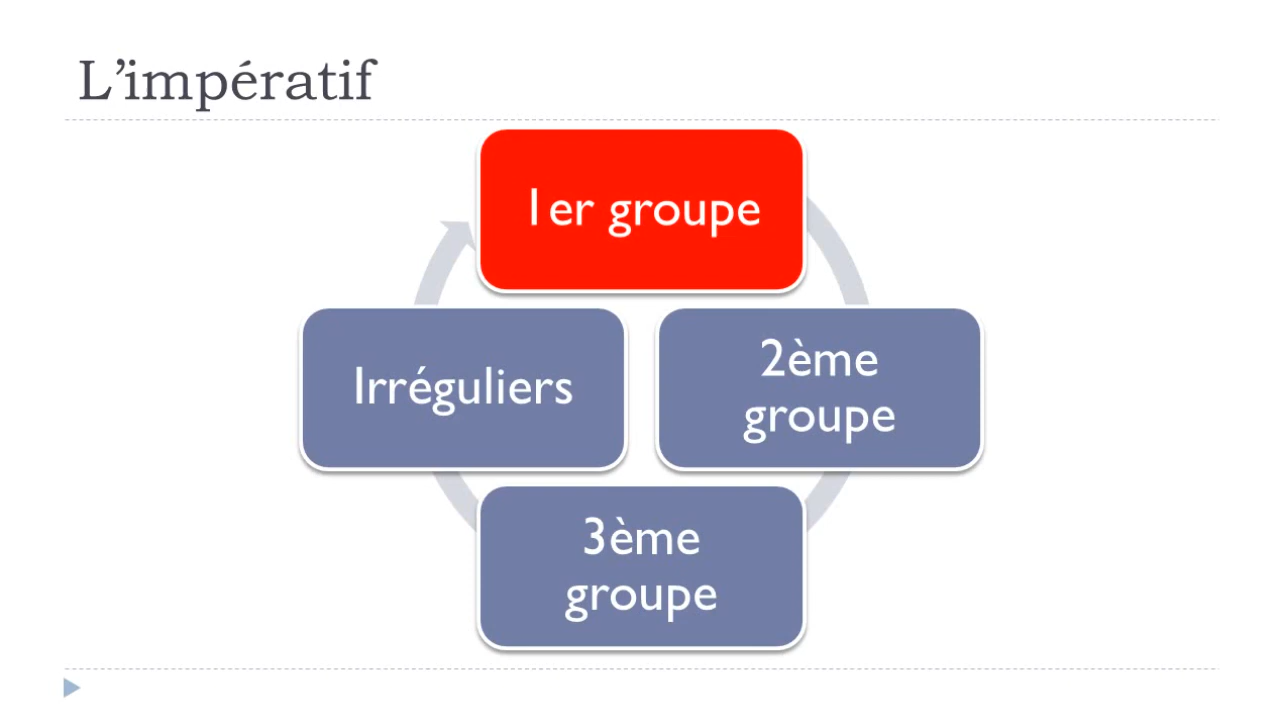 L’impératif
1er groupe
Irréguliers
2ème
groupe
3ème
groupe